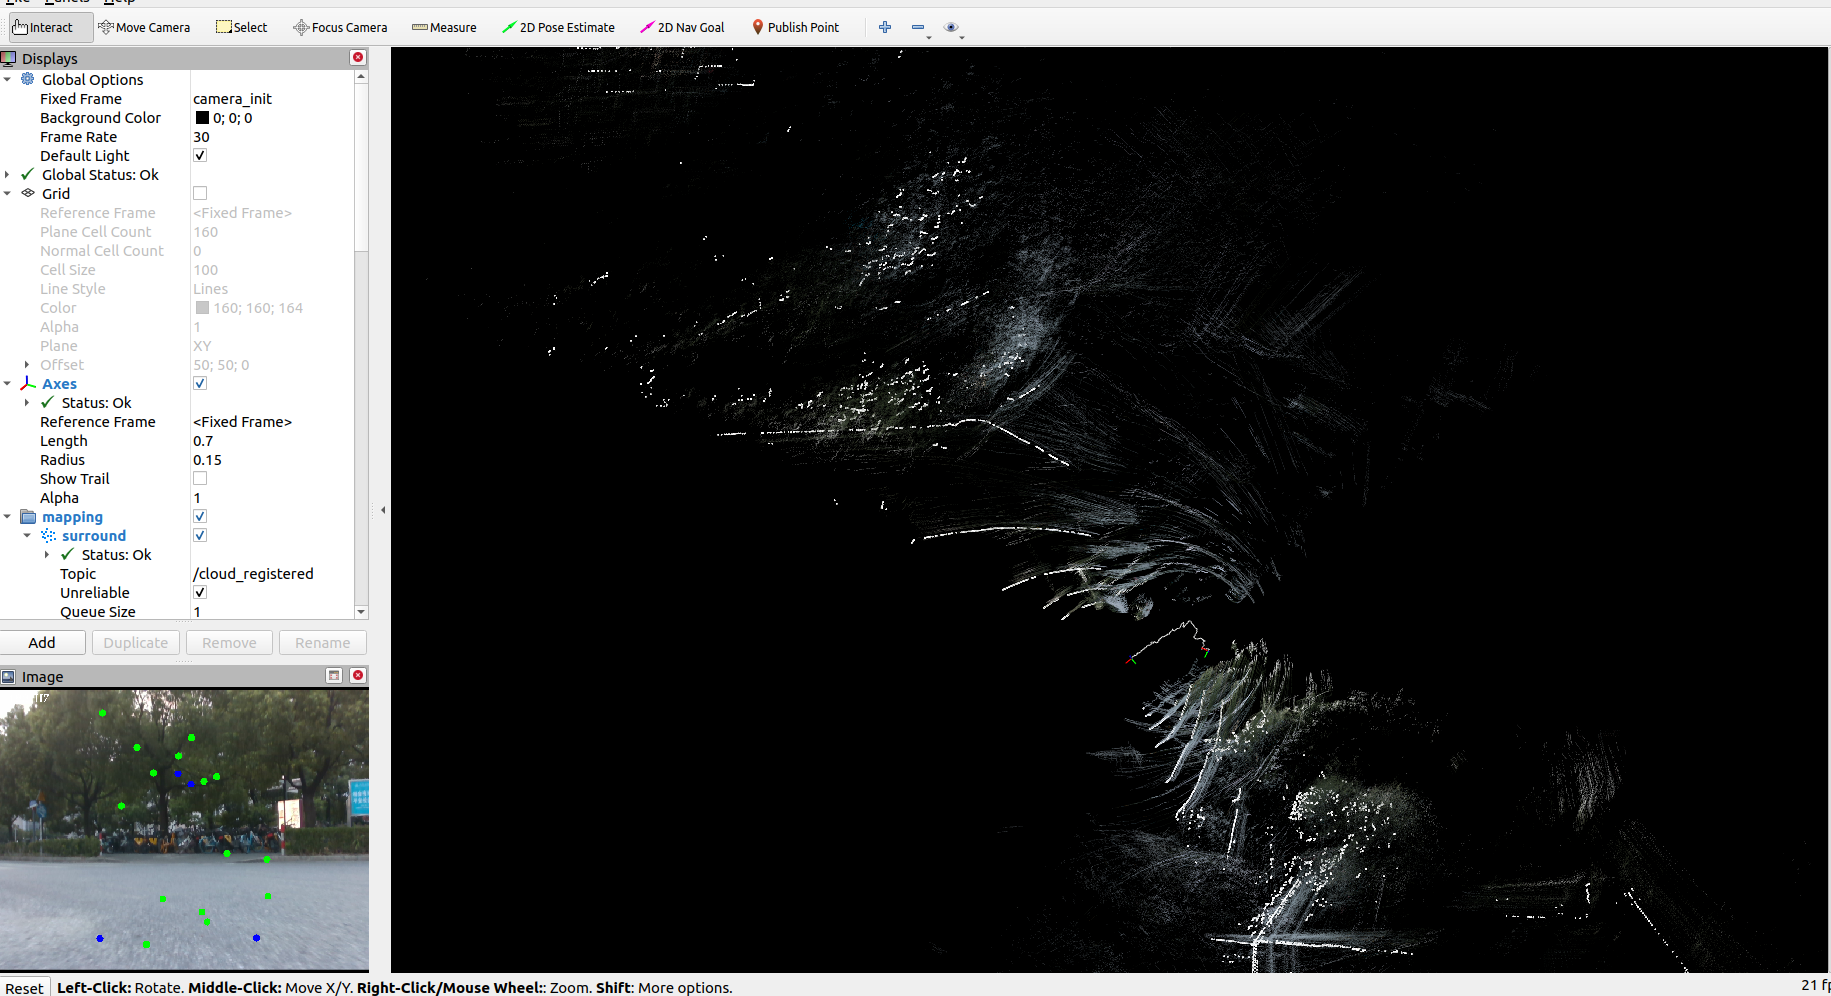 Panels Help
Interact Move Camera Select Focus Camera Measure 2D Pose Estimate 2D Nav Goal Publish Point
Displays
Global Options
Fixed Frame camera_init
Background Color 0; 0; 0
Frame Rate 30
Default Light
Global Status: Ok
Grid
Reference Frame <Fixed Frame>
Plane Cell Count 160
Normal Cell Count 0
Cell Size 100
Line Style Lines
Color 160; 160; 164
Alpha 1
Plane XY
Offset 50; 50; 0
Axes
Status: Ok
Reference Frame <Fixed Frame>
Length 0.7
Radius 0.15
Show Trail
Alpha 1
mapping
surround
Status: Ok
Topic /cloud_registered
Unreliable
Queue Size 1
Add Duplicate Remove Rename
Image
Reset Left-Click: Rotate. Middle-Click: Move X/Y. Right-Click/Mouse Wheel:: Zoom. Shift: More options. 21 fp